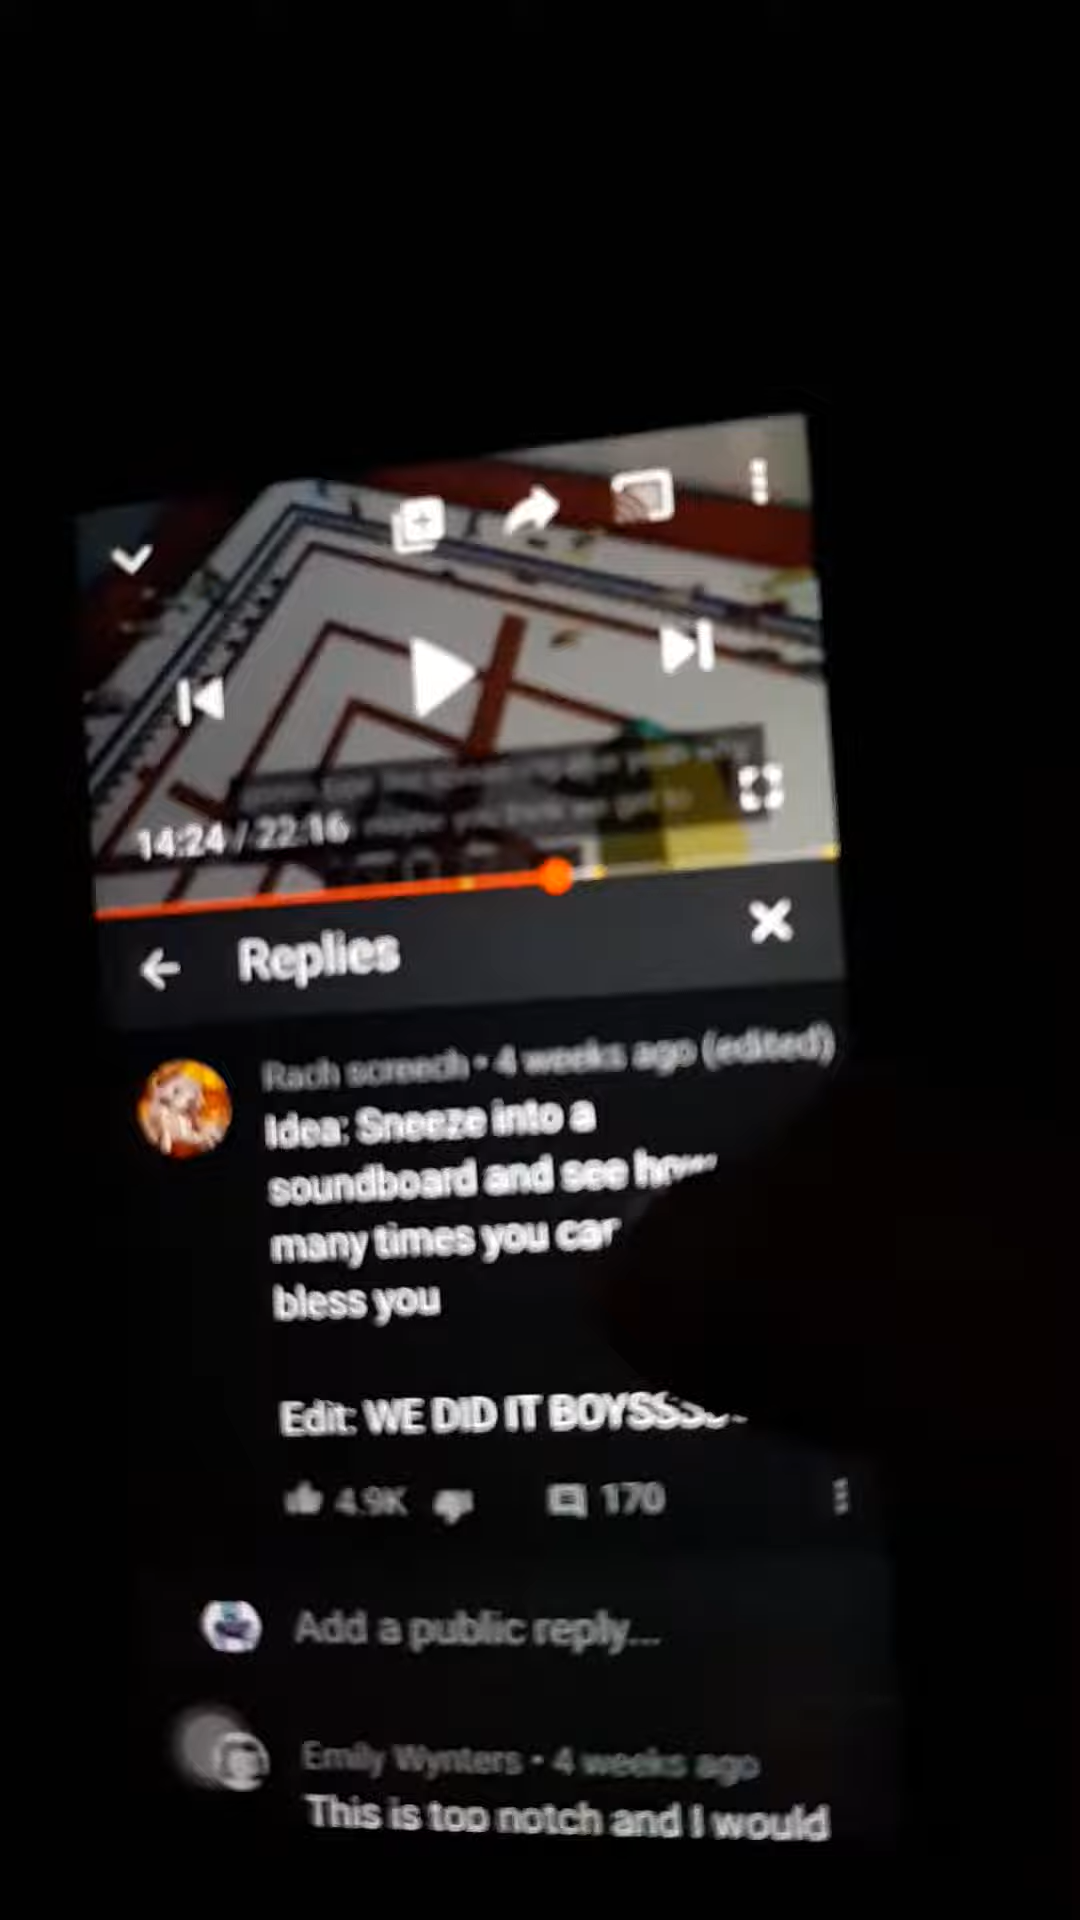 14:24 / 22:16
Replies
Rach screech • 4 weeks ago (edited)
Idea: Sneeze into a
soundboard and see how
many times you
bless you
Edit: WE DID IT BOYSSS
4.9K 170
Add a public reply...
Emily Wynters • 4 weeks ago
This is top notch and I would